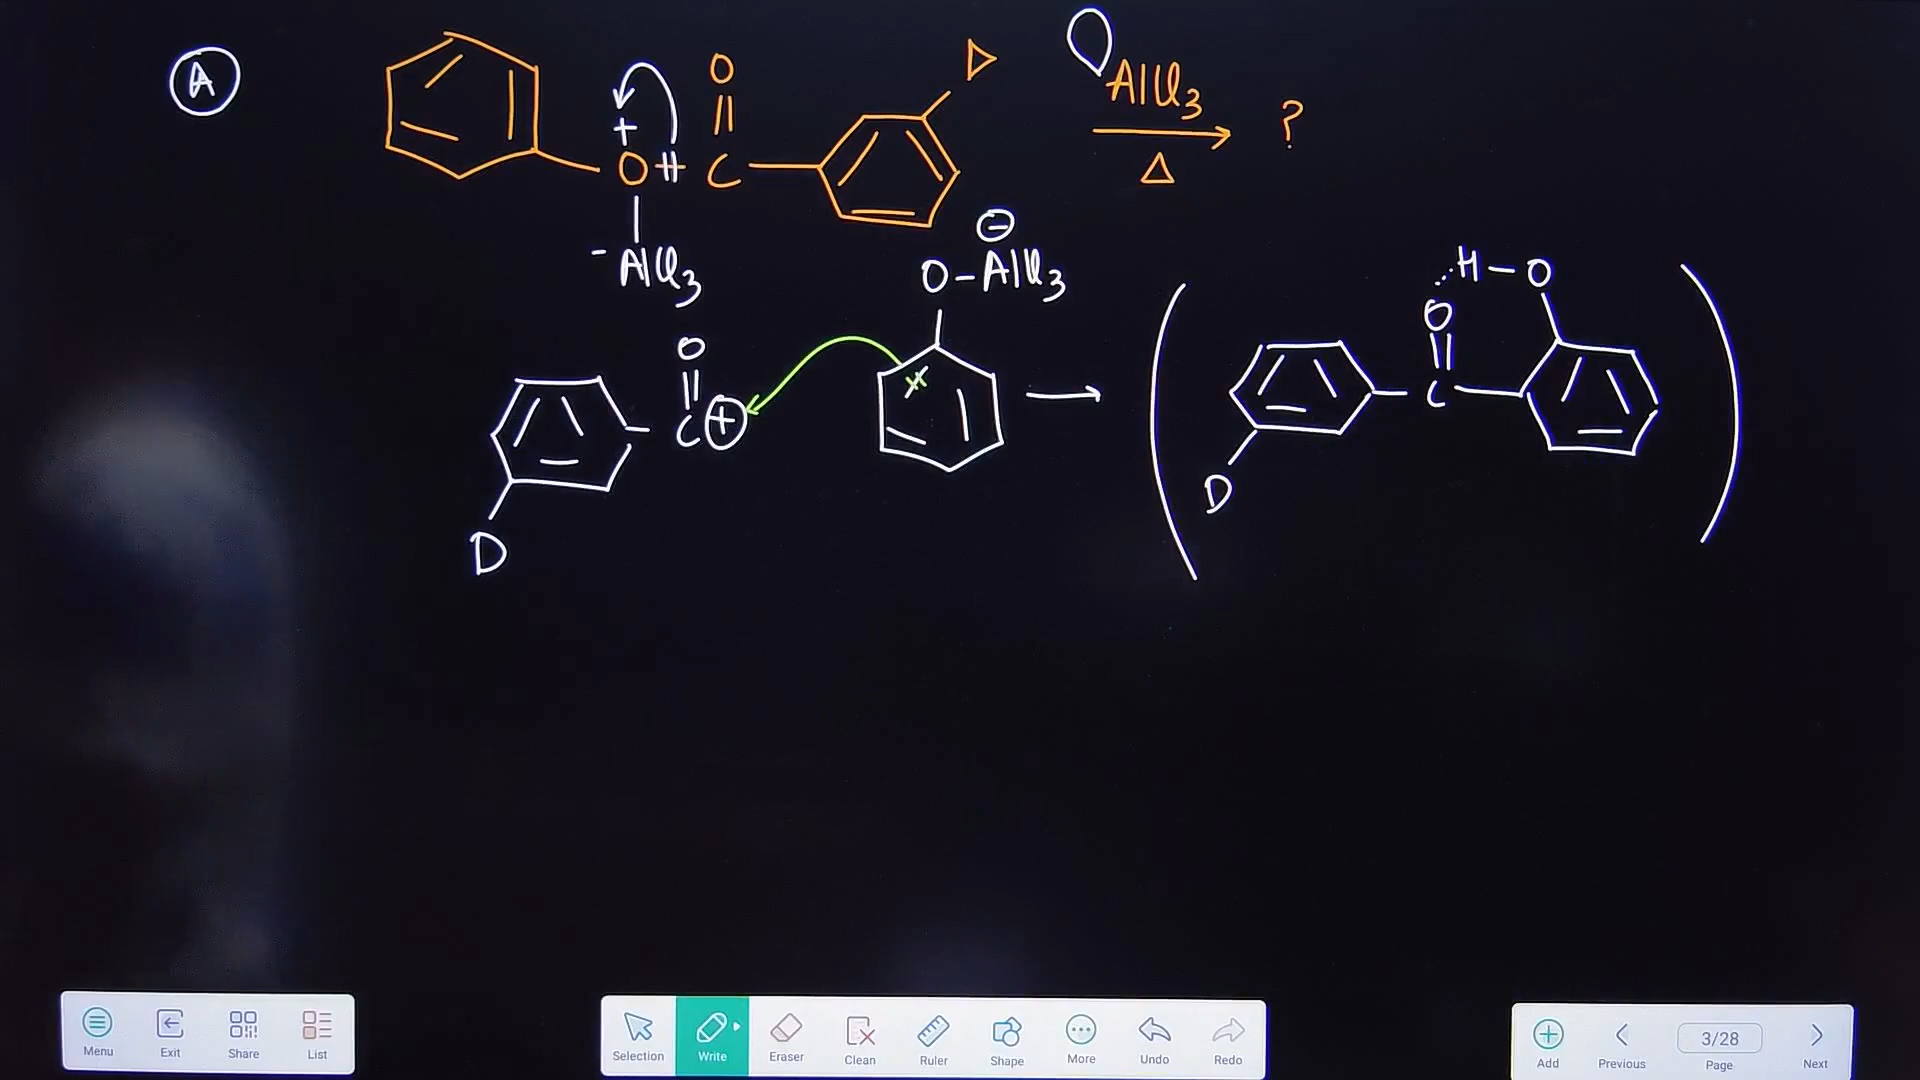 A
O
D
AlCl3
?
+
O C
Δ
⊖
-AlCl3
O-AlCl3
H-O
O
O
C +
C
D
D
Menu Exit Share List
Selection Write Eraser Clean Ruler Shape More Undo Redo
Add Previous 3/28 Page Next